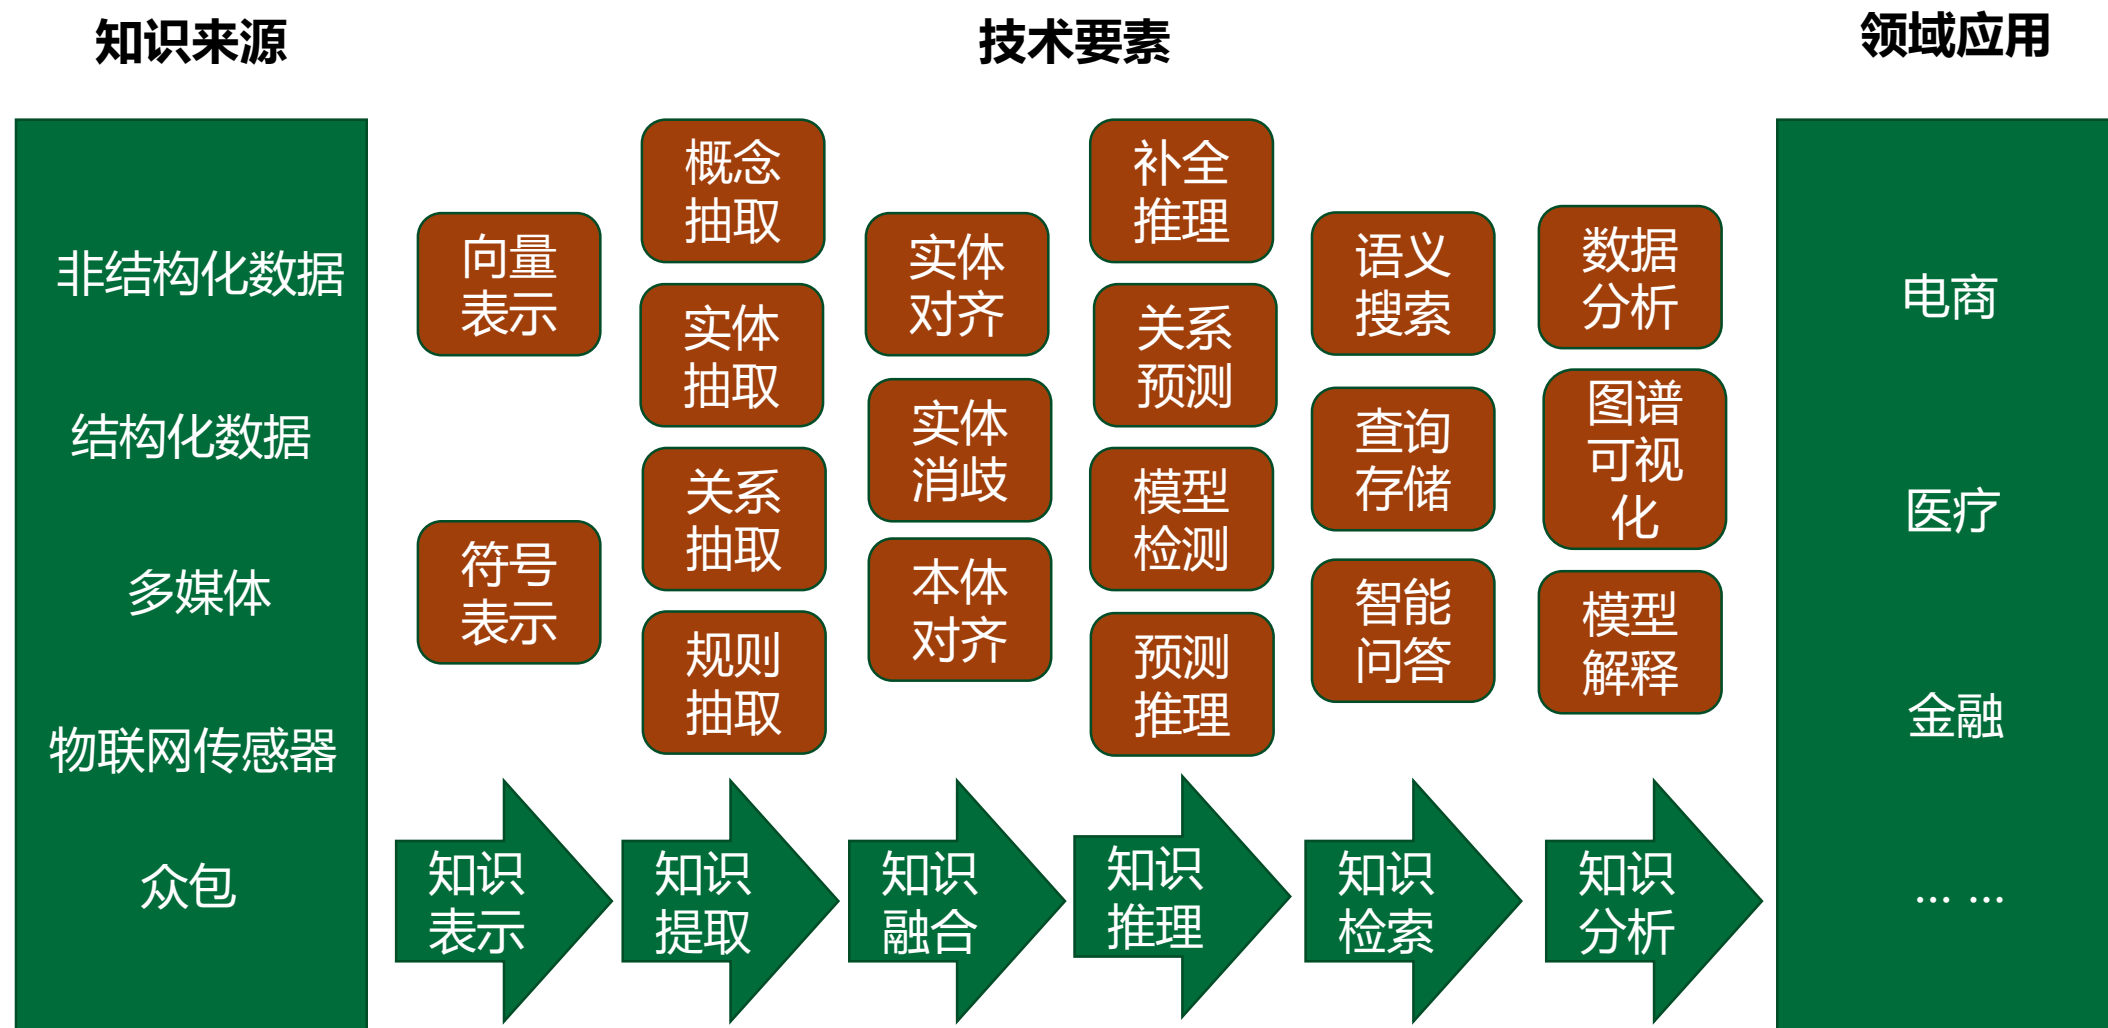 知识来源
技术要素
领域应用
非结构化数据
结构化数据
多媒体
物联网传感器
众包
向量
表示
符号
表示
概念
抽取
实体
抽取
关系
抽取
规则
抽取
实体
对齐
实体
消歧
本体
对齐
补全
推理
关系
预测
模型
检测
预测
推理
语义
搜索
查询
存储
智能
问答
数据
分析
图谱
可视
化
模型
解释
知识
表示
知识
提取
知识
融合
知识
推理
知识
检索
知识
分析
电商
医疗
金融
... ...